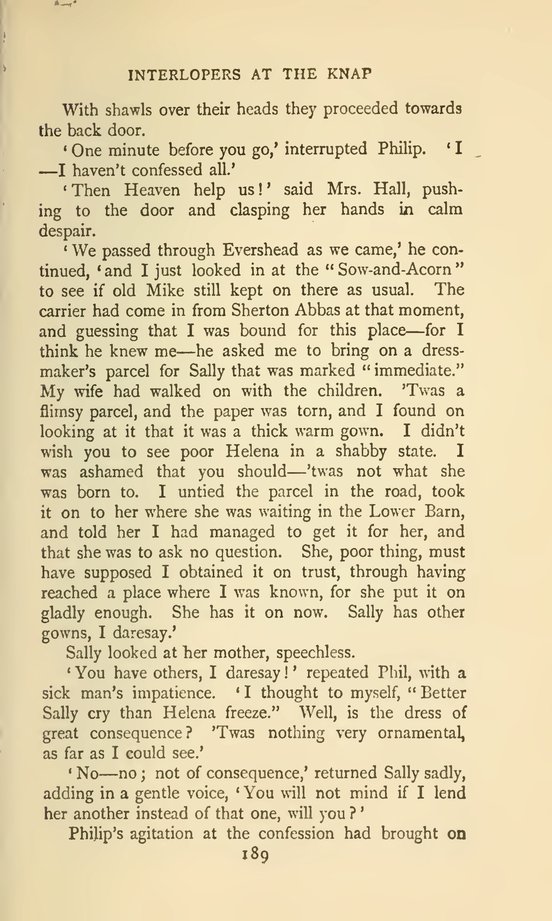 INTERLOPERS AT THE KNAP
With shawls over their heads they proceeded towards
the back door.
‘ One minute before you go,’ interrupted Philip. ‘ I
—I haven’t confessed all.’
‘ Then Heaven help us ! ’ said Mrs. Hall, push-
ing to the door and clasping her hands in calm
despair.
‘ We passed through Evershead as we came,’ he con-
tinued, ‘ and I just looked in at the “ Sow-and-Acorn ”
to see if old Mike still kept on there as usual. The
carrier had come in from Sherton Abbas at that moment,
and guessing that I was bound for this place—for I
think he knew me—he asked me to bring on a dress-
maker’s parcel for Sally that was marked “ immediate.”
My wife had walked on with the children. ’Twas a
flimsy parcel, and the paper was torn, and I found on
looking at it that it was a thick warm gown. I didn’t
wish you to see poor Helena in a shabby state. I
was ashamed that you should—’twas not what she
was born to. I untied the parcel in the road, took
it on to her where she was waiting in the Lower Barn,
and told her I had managed to get it for her, and
that she was to ask no question. She, poor thing, must
have supposed I obtained it on trust, through having
reached a place where I was known, for she put it on
gladly enough. She has it on now. Sally has other
gowns, I daresay.’
Sally looked at her mother, speechless.
‘ You have others, I daresay ! ’ repeated Phil, with a
sick man’s impatience. ‘ I thought to myself, “ Better
Sally cry than Helena freeze.” Well, is the dress of
great consequence ? ’Twas nothing very ornamental,
as far as I could see.’
‘ No—no ; not of consequence,’ returned Sally sadly,
adding in a gentle voice, ‘ You will not mind if I lend
her another instead of that one, will you ? ’
Philip’s agitation at the confession had brought on
189